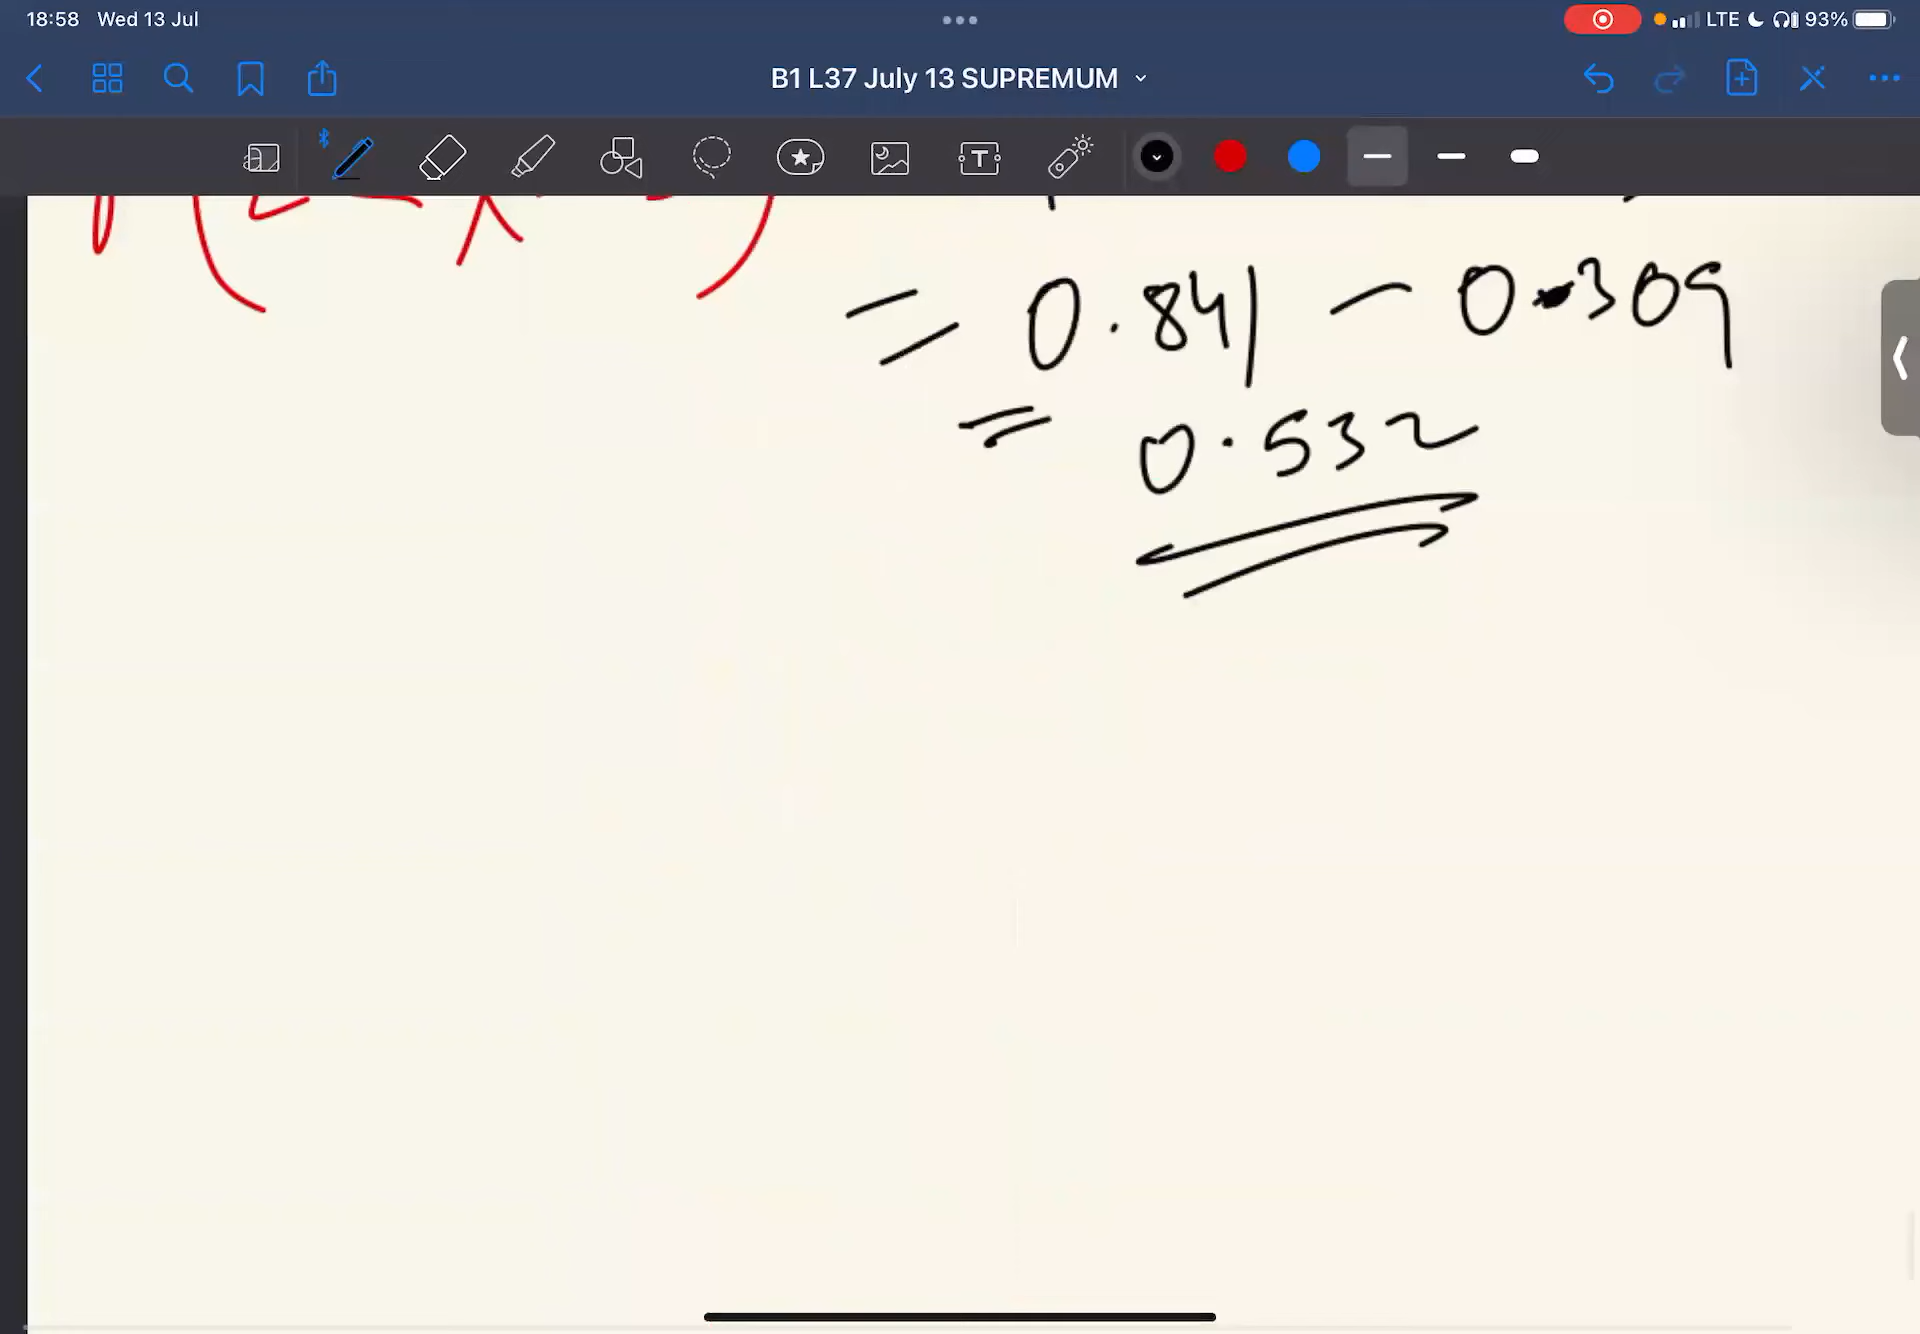 18:58 Wed 13 Jul
LTE 93%
B1 L37 July 13 SUPREMUM
T
= 0.841 - 0.309
= 0.532